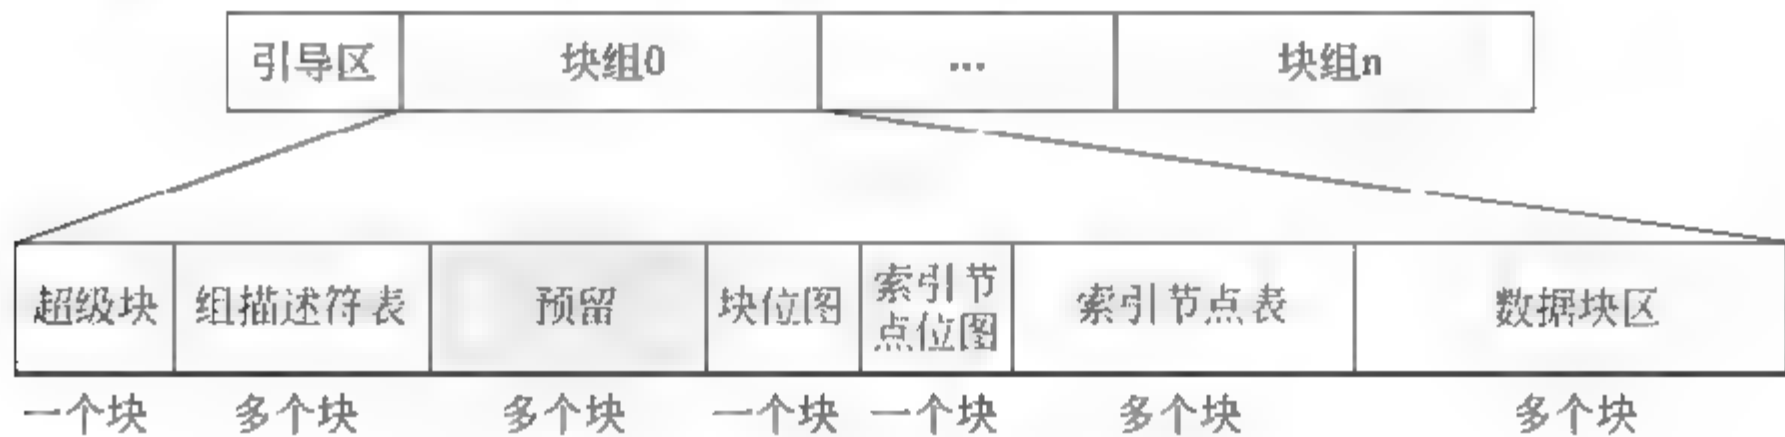 引导区 块组0 ... 块组n
超级块 组描述符表 预留 块位图 索引节点位图 索引节点表 数据块区
一个块 多个块 多个块 一个块 一个块 多个块 多个块